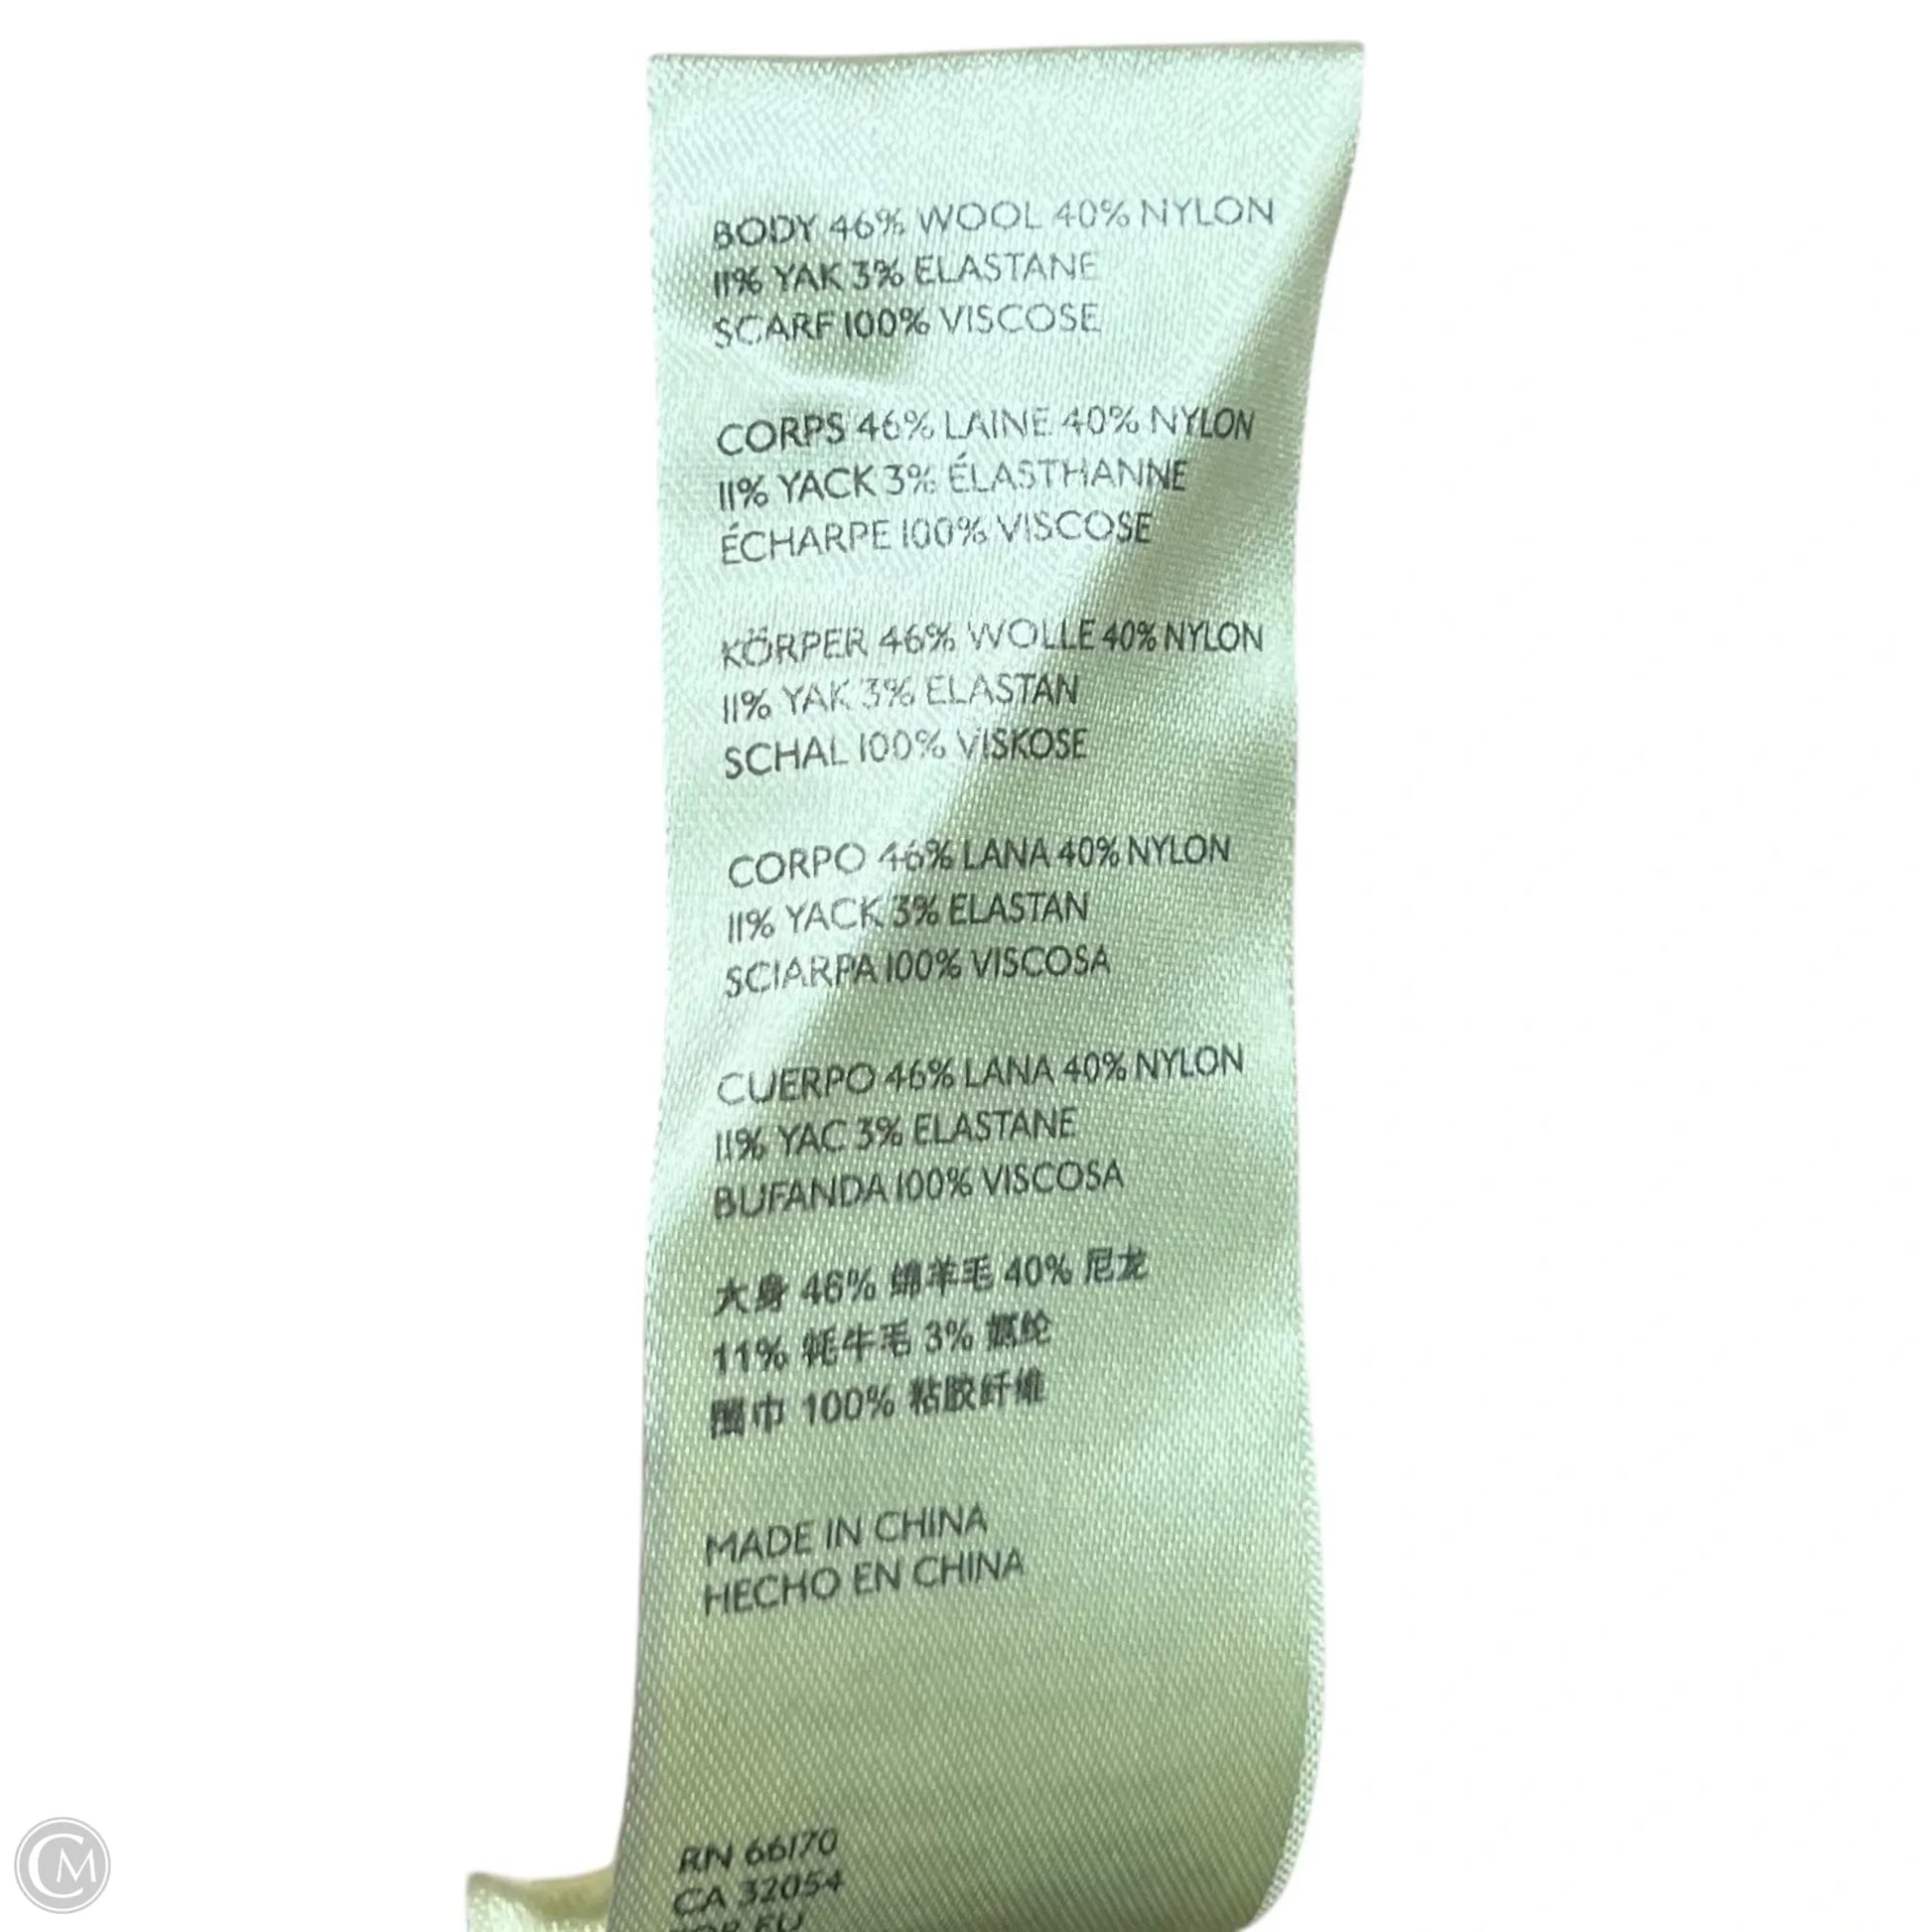 BODY 46% WOOL 40% NYLON
11% YAK 3% ELASTANE
SCARF 100% VISCOSE
CORPS 46% LAINE 40% NYLON
11% YACK 3% ÉLASTHANNE
ÉCHARPE 100% VISCOSE
KÖRPER 46% WOLLE 40% NYLON
11% YAK 3% ELASTAN
SCHAL 100% VISKOSE
CORPO 46% LANA 40% NYLON
11% YACK 3% ELASTAN
SCIARPA 100% VISCOSA
CUERPO 46% LANA 40% NYLON
11% YAC 3% ELASTANE
BUFANDA 100% VISCOSA
大身 46% 绵羊毛 40% 尼龙
11% 牦牛毛 3% 氨纶
围巾 100% 粘胶纤维
MADE IN CHINA
HECHO EN CHINA
RN 66170
CA 32054
FOR EU
CM